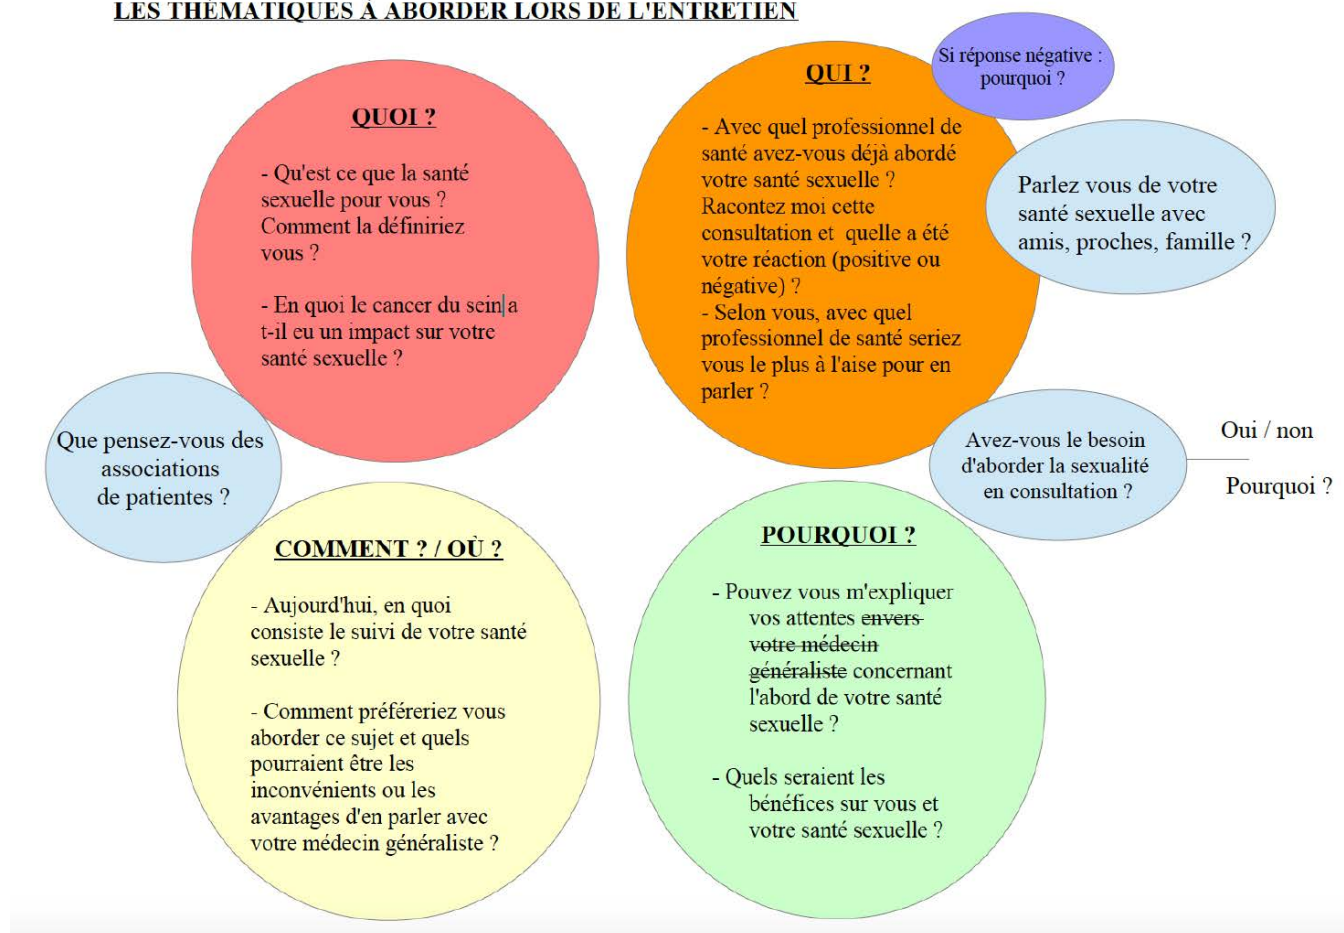 LES THÉMATIQUES À ABORDER LORS DE L'ENTRETIEN
QUOI ?
- Qu'est ce que la santé
sexuelle pour vous ?
Comment la définiriez
vous ?
- En quoi le cancer du sein a
t-il eu un impact sur votre
santé sexuelle ?
QUI ?
- Avec quel professionnel de
santé avez-vous déjà abordé
votre santé sexuelle ?
Racontez moi cette
consultation et quelle a été
votre réaction (positive ou
négative) ?
- Selon vous, avec quel
professionnel de santé seriez
vous le plus à l'aise pour en
parler ?
Si réponse négative :
pourquoi ?
Parlez vous de votre
santé sexuelle avec
amis, proches, famille ?
Que pensez-vous des
associations
de patientes ?
Avez-vous le besoin
d'aborder la sexualité
en consultation ?
Oui / non
Pourquoi ?
COMMENT ? / OÙ ?
- Aujourd'hui, en quoi
consiste le suivi de votre santé
sexuelle ?
- Comment préféreriez vous
aborder ce sujet et quels
pourraient être les
inconvénients ou les
avantages d'en parler avec
votre médecin généraliste ?
POURQUOI ?
- Pouvez vous m'expliquer
vos attentes envers
votre médecin
généraliste concernant
l'abord de votre santé
sexuelle ?
- Quels seraient les
bénéfices sur vous et
votre santé sexuelle ?